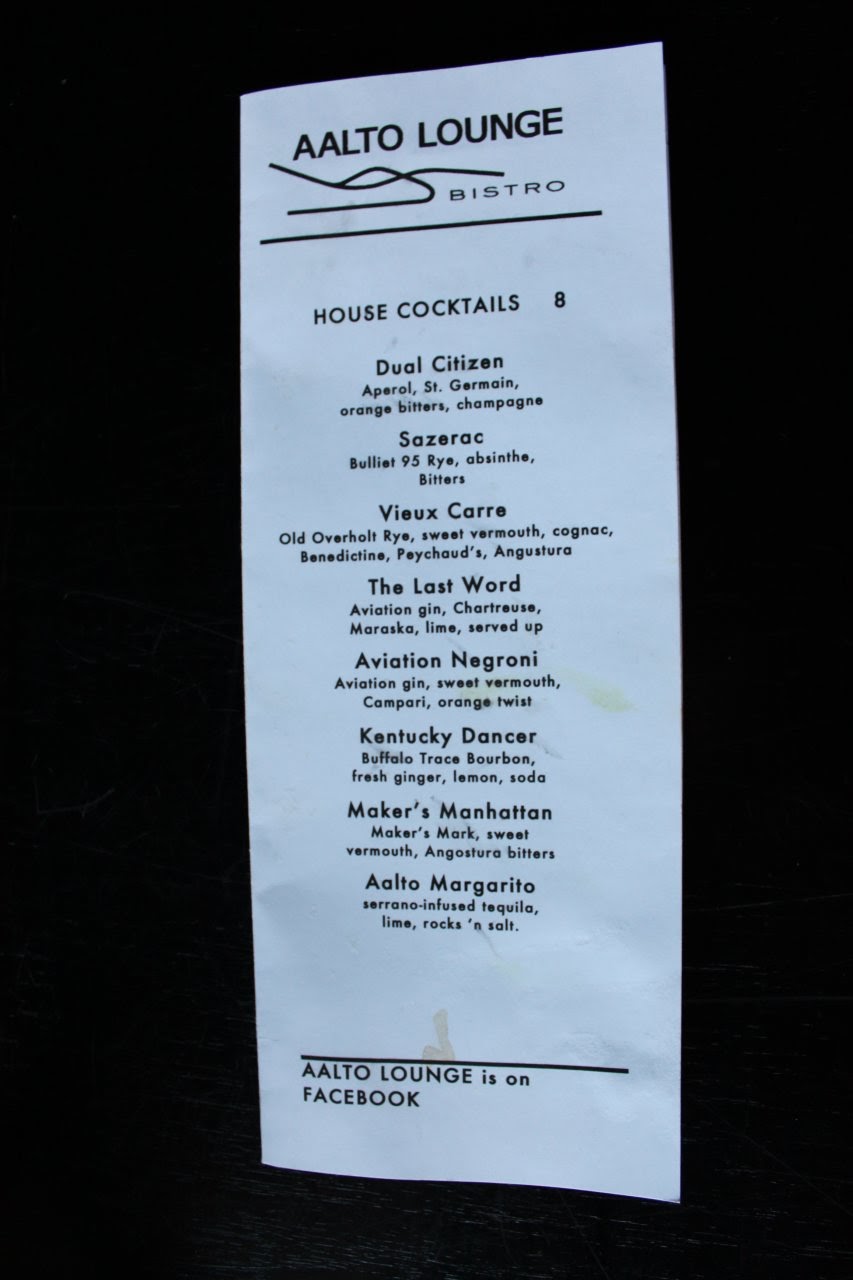 AALTO LOUNGE
BISTRO
HOUSE COCKTAILS 8
Dual Citizen
Aperol, St. Germain,
orange bitters, champagne
Sazerac
Bulliet 95 Rye, absinthe,
Bitters
Vieux Carre
Old Overholt Rye, sweet vermouth, cognac,
Benedictine, Peychaud's, Angustura
The Last Word
Aviation gin, Chartreuse,
Maraska, lime, served up
Aviation Negroni
Aviation gin, sweet vermouth,
Campari, orange twist
Kentucky Dancer
Buffalo Trace Bourbon,
fresh ginger, lemon, soda
Maker's Manhattan
Maker's Mark, sweet
vermouth, Angostura bitters
Aalto Margarito
serrano-infused tequila,
lime, rocks 'n salt.
AALTO LOUNGE is on
FACEBOOK